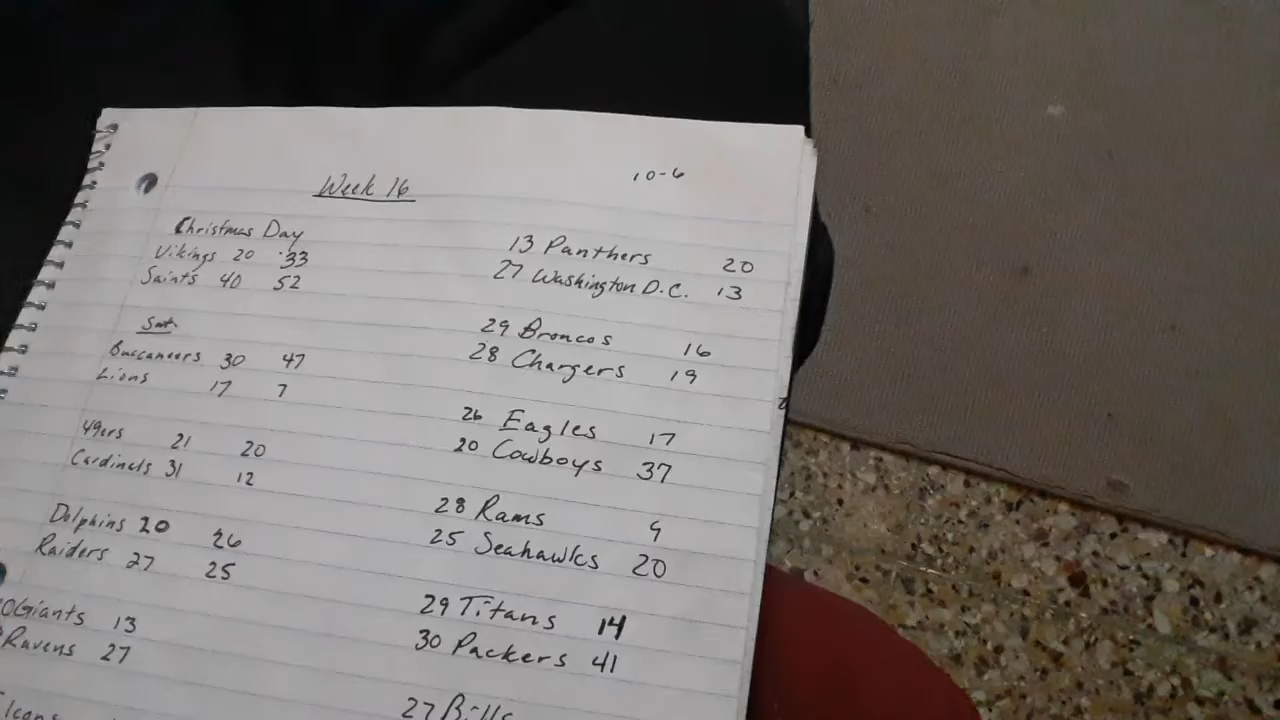 Week 16
10-6
Christmas Day
Vikings 20 33
Saints 40 52
Sat.
Buccaneers 30 47
Lions 17 7
49ers 21 20
Cardinals 31 12
Dolphins 20 26
Raiders 27 25
Giants 13
Ravens 27
13 Panthers 20
27 Washington D.C. 13
29 Broncos 16
28 Chargers 19
26 Eagles 17
20 Cowboys 37
28 Rams 9
25 Seahawks 20
29 Titans 14
30 Packers 41
27 Bills